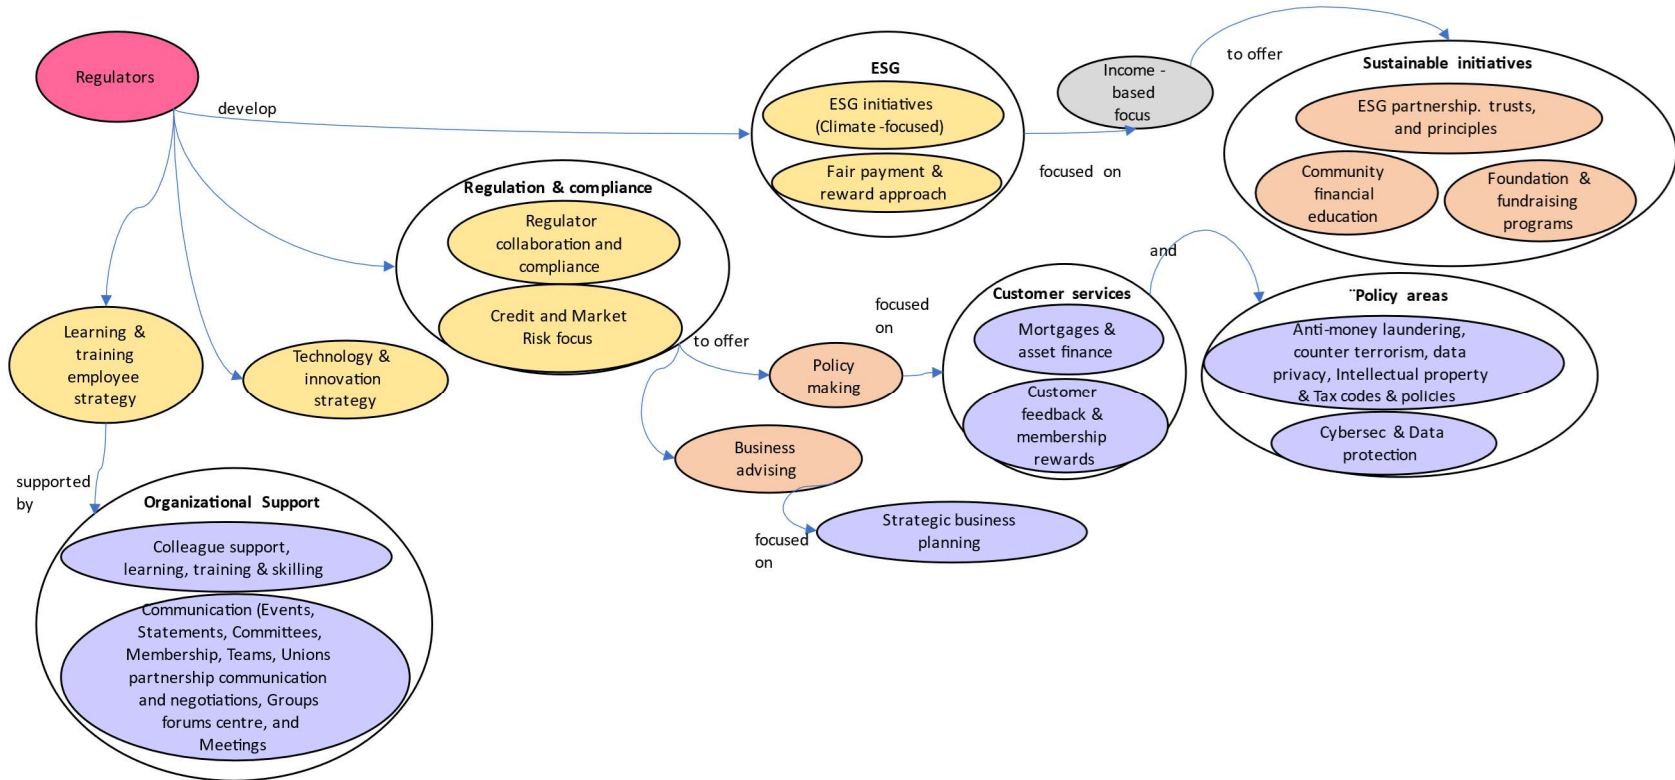 Regulators
develop
ESG
ESG initiatives
(Climate -focused)
Fair payment &
reward approach
focused on
Income -
based
focus
to offer
Sustainable initiatives
ESG partnership. trusts,
and principles
Community
financial
education
Foundation &
fundraising
programs
Regulation & compliance
Regulator
collaboration and
compliance
Credit and Market
Risk focus
to offer
Policy
making
focused
on
Customer services
Mortgages &
asset finance
Customer
feedback &
membership
rewards
and
¨Policy areas
Anti-money laundering,
counter terrorism, data
privacy, Intellectual property
& Tax codes & policies
Cybersec & Data
protection
Business
advising
focused
on
Strategic business
planning
Learning &
training
employee
strategy
Technology &
innovation
strategy
supported
by
Organizational Support
Colleague support,
learning, training & skilling
Communication (Events,
Statements, Committees,
Membership, Teams, Unions
partnership communication
and negotiations, Groups
forums centre, and
Meetings